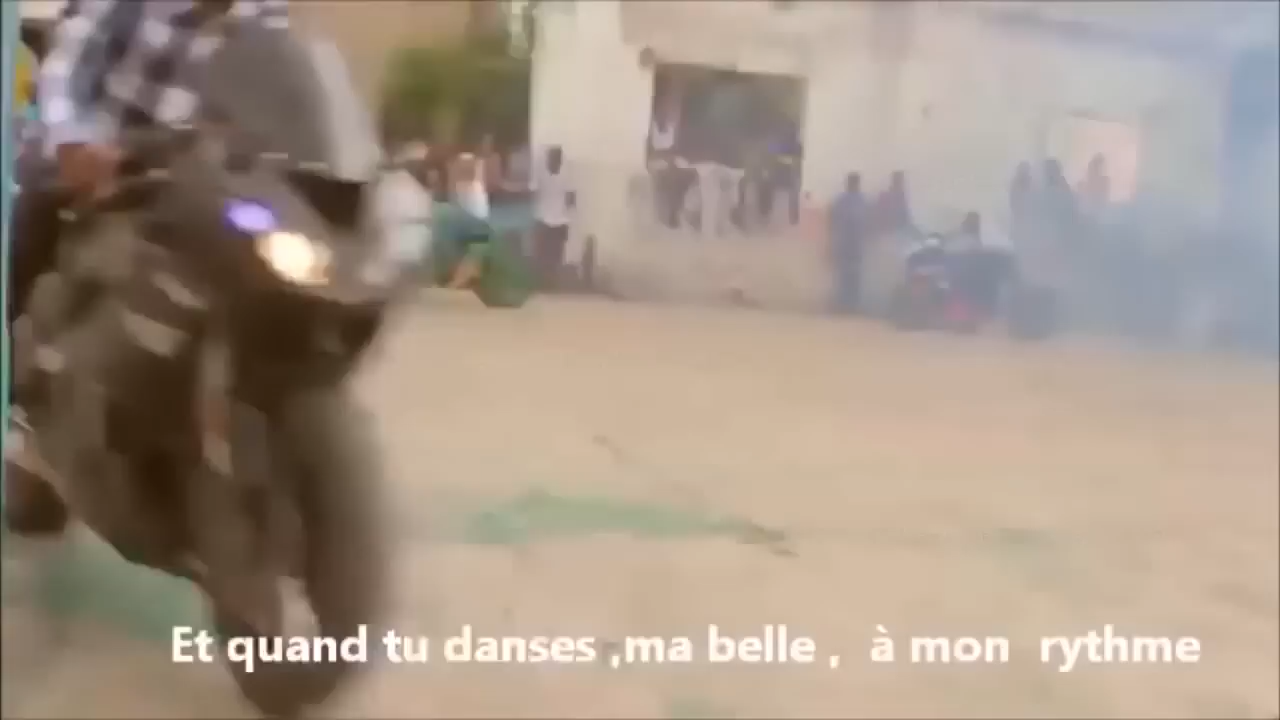 Et quand tu danses ,ma belle , à mon rythme